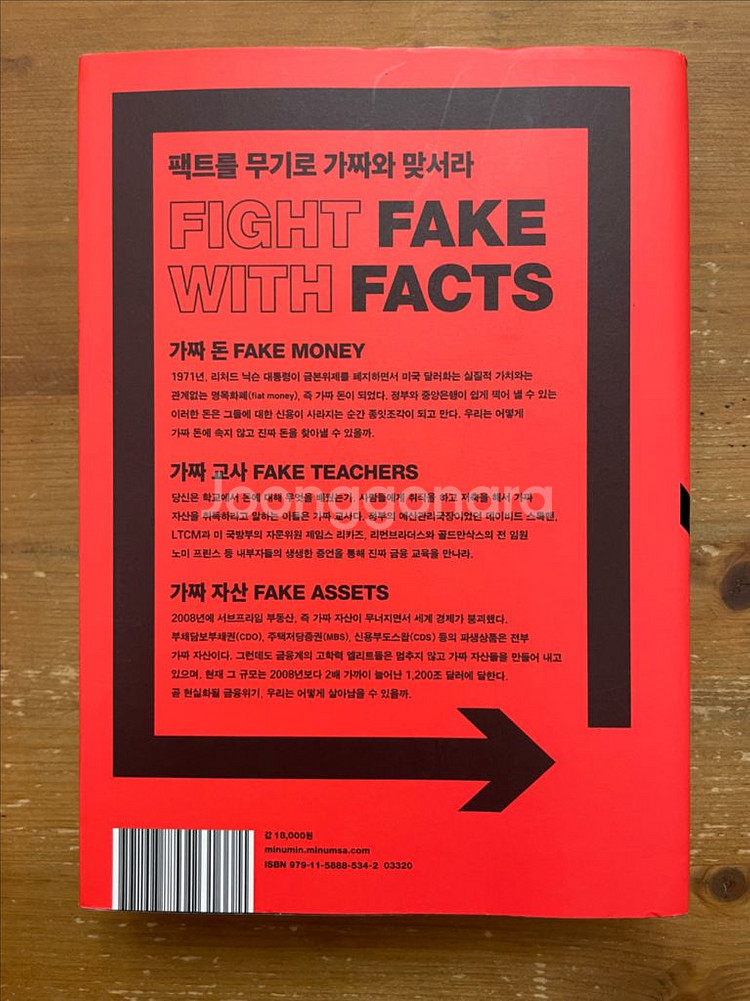 팩트를 무기로 가짜와 맞서라
FIGHT FAKE
WITH FACTS
가짜 돈 FAKE MONEY
1971년, 리처드 닉슨 대통령이 금본위제를 폐지하면서 미국 달러화는 실질적 가치와는
관계없는 명목화폐(fiat money), 즉 가짜 돈이 되었다. 정부와 중앙은행이 쉽게 찍어 낼 수 있는
이러한 돈은 그들에 대한 신용이 사라지는 순간 종잇조각이 되고 만다. 우리는 어떻게
가짜 돈에 속지 않고 진짜 돈을 찾아낼 수 있을까.
가짜 교사 FAKE TEACHERS
당신은 학교에서 돈에 대해 무엇을 배웠는가. 사람들에게 취직을 하고 저축을 해서 가짜
자산을 취득하라고 말하는 이들은 가짜 교사다. 정부의 예산관리국장이었던 데이비드 스톡맨,
LTCM과 미 국방부의 자문위원 제임스 리카즈, 리먼브라더스와 골드만삭스의 전 임원
노미 프린스 등 내부자들의 생생한 증언을 통해 진짜 금융 교육을 만나라.
Joonggonara
가짜 자산 FAKE ASSETS
2008년에 서브프라임 부동산, 즉 가짜 자산이 무너지면서 세계 경제가 붕괴했다.
부채담보부채권(CDO), 주택저당증권(MBS), 신용부도스왑(CDS) 등의 파생상품은 전부
가짜 자산이다. 그런데도 금융계의 고학력 엘리트들은 멈추지 않고 가짜 자산들을 만들어 내고
있으며, 현재 그 규모는 2008년보다 2배 가까이 늘어난 1,200조 달러에 달한다.
곧 현실화될 금융위기, 우리는 어떻게 살아남을 수 있을까.
값 18,000원
minumin.minumsa.com
ISBN 979-11-5888-534-2 03320